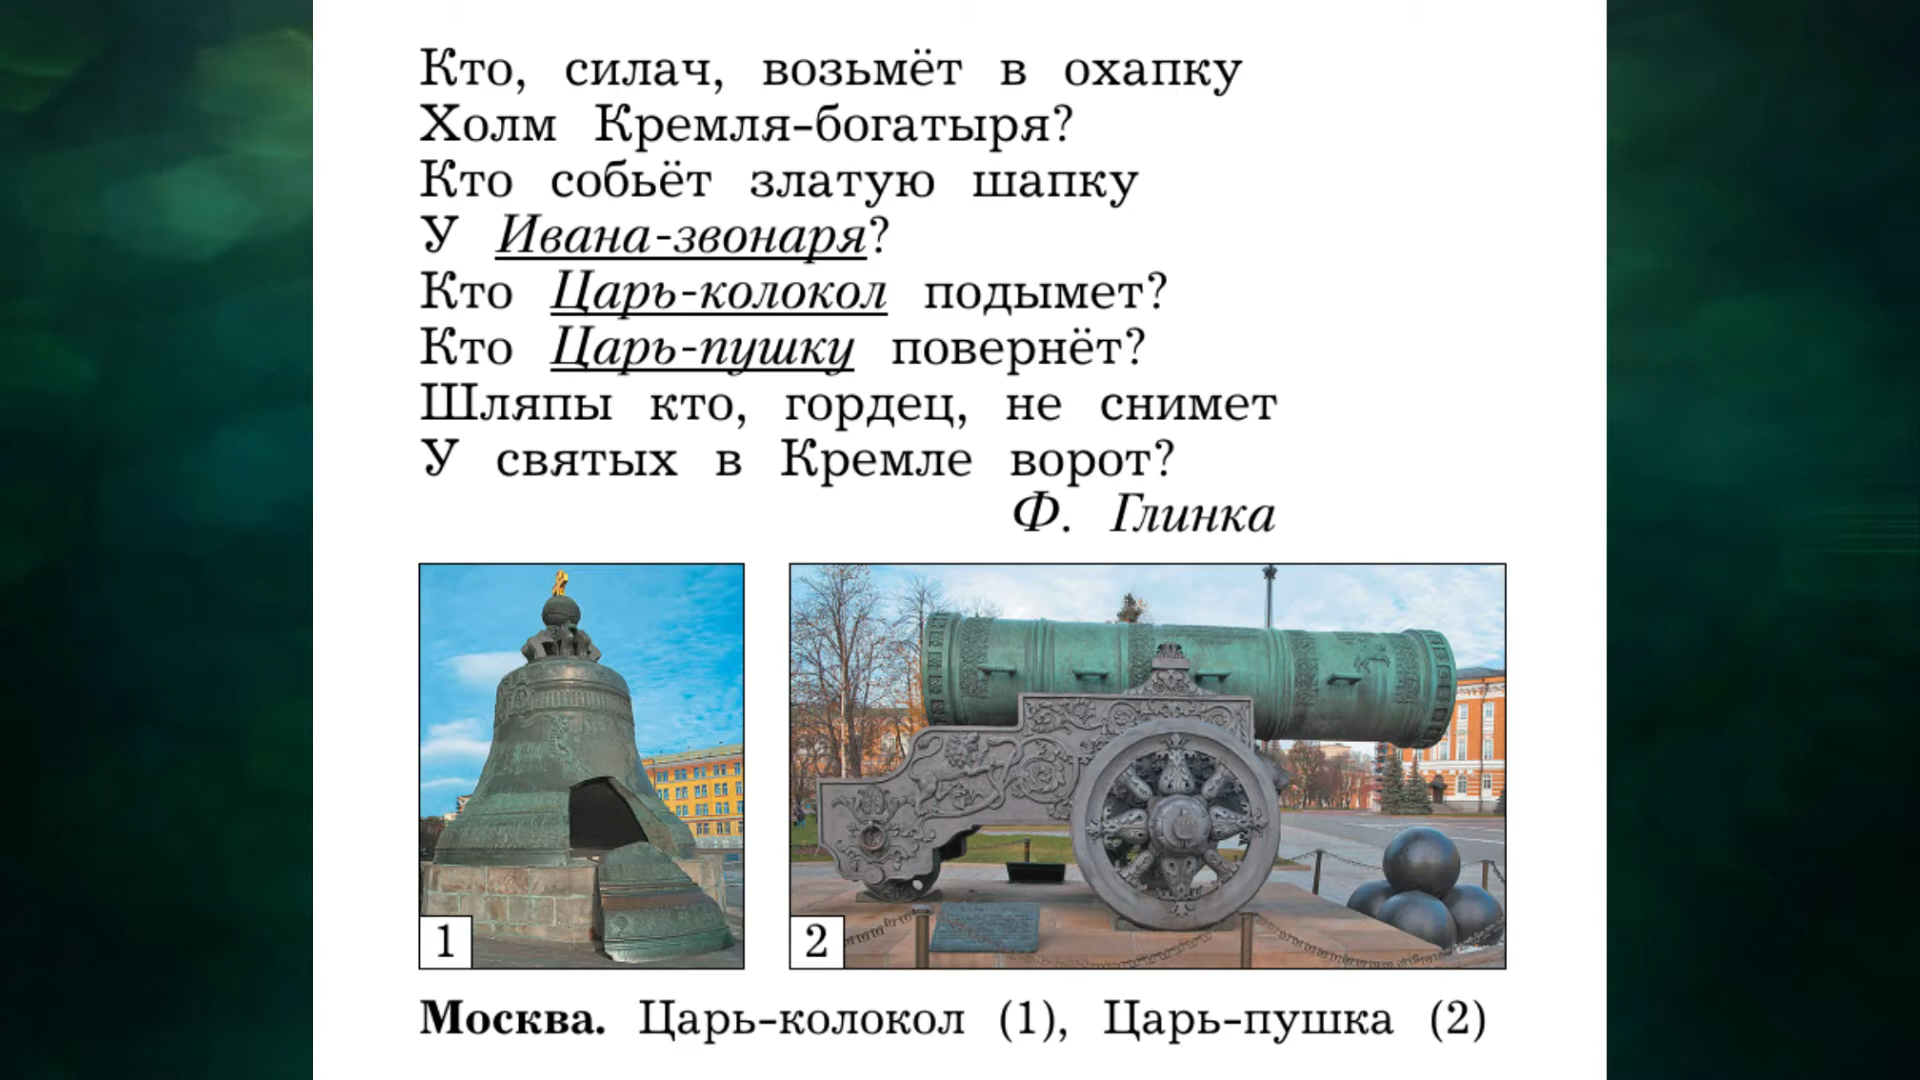 Кто, силач, возьмёт в охапку
Холм Кремля-богатыря?
Кто собьёт златую шапку
У Ивана-звонаря?
Кто Царь-колокол подымет?
Кто Царь-пушку повернёт?
Шляпы кто, гордец, не снимет
У святых в Кремле ворот?
Ф. Глинка
1
2
Москва. Царь-колокол (1), Царь-пушка (2)